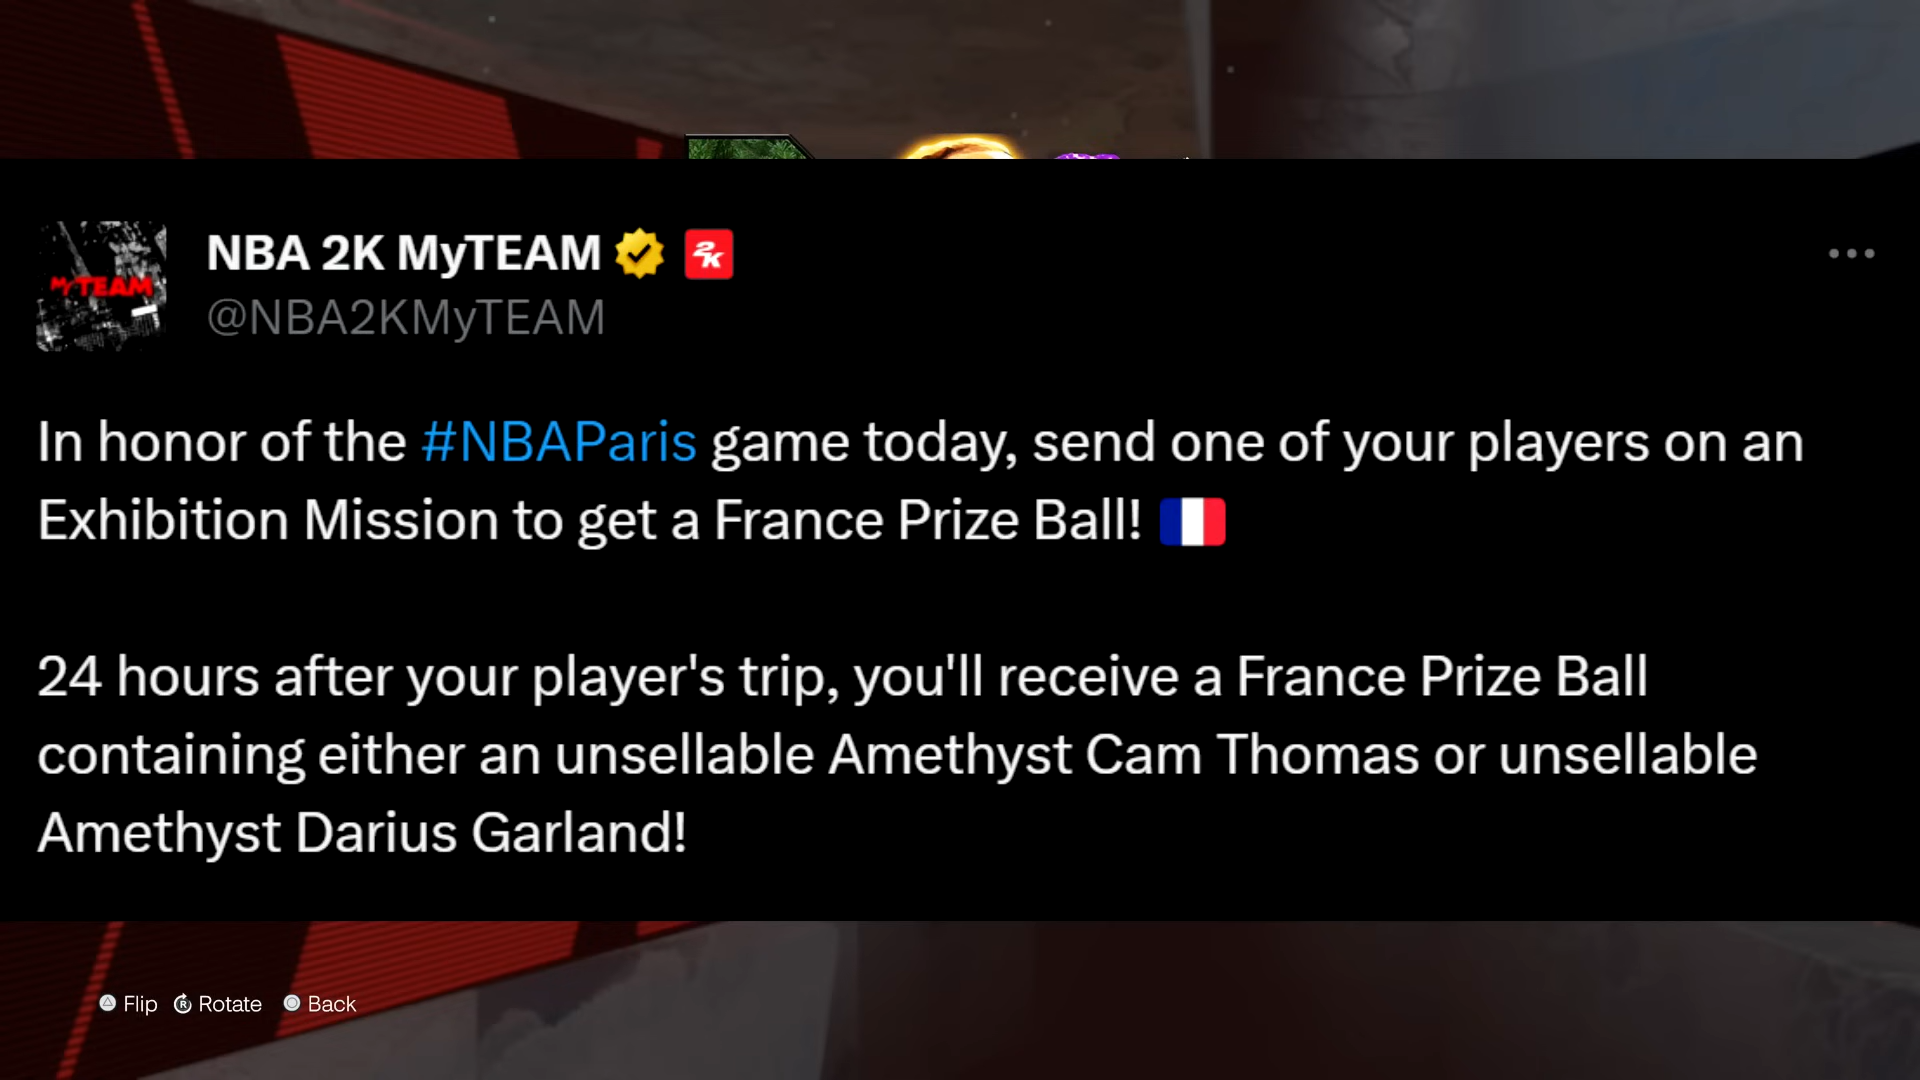 NBA 2K MyTEAM
2K
MyTEAM
@NBA2KMyTEAM
In honor of the #NBAParis game today, send one of your players on an
Exhibition Mission to get a France Prize Ball!
24 hours after your player's trip, you'll receive a France Prize Ball
containing either an unsellable Amethyst Cam Thomas or unsellable
Amethyst Darius Garland!
Flip R Rotate Back